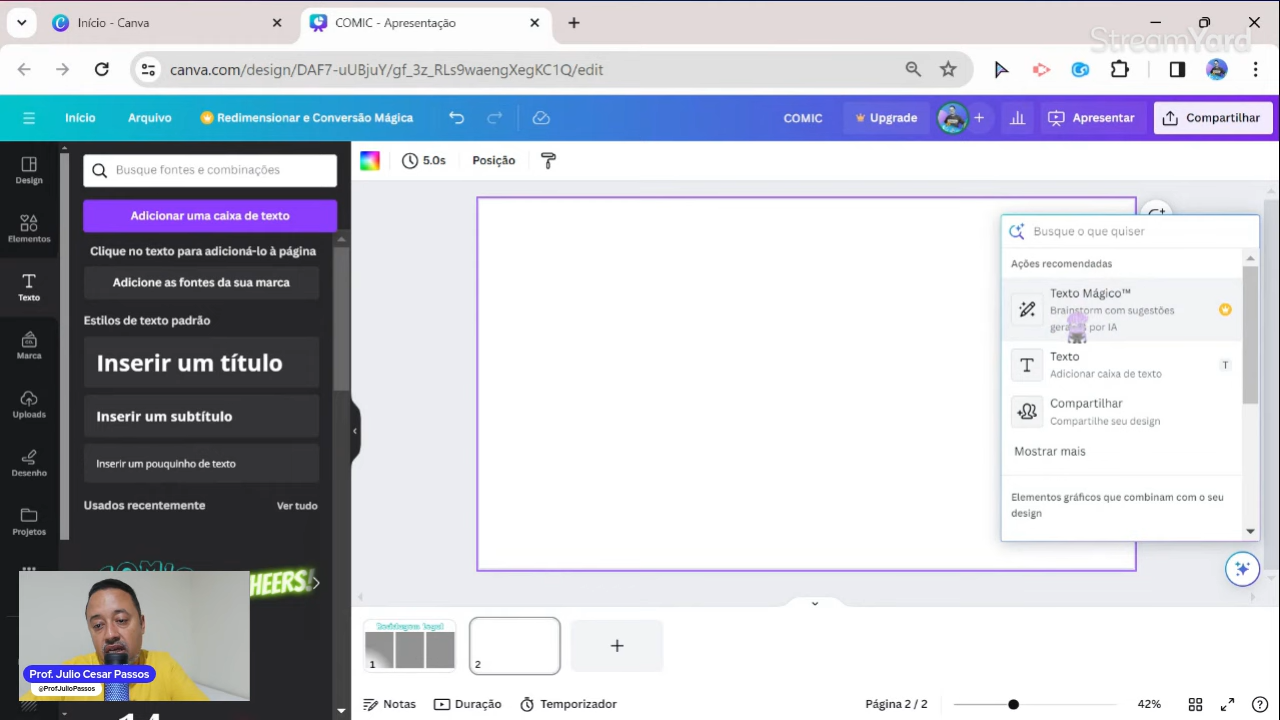 Início - Canva
COMIC - Apresentação
StreamYard
canva.com/design/DAF7-uUBjuY/gf_3z_RLs9waengXegKC1Q/edit
Início
Arquivo
Redimensionar e Conversão Mágica
COMIC
Upgrade
Apresentar
Compartilhar
Design
Elementos
Texto
Marca
Uploads
Desenho
Projetos
Busque fontes e combinações
Adicionar uma caixa de texto
Clique no texto para adicioná-lo à página
Adicione as fontes da sua marca
Estilos de texto padrão
Inserir um título
Inserir um subtítulo
Inserir um pouquinho de texto
Usados recentemente
Ver tudo
COMIC
CHEERS!
5.0s
Posição
Busque o que quiser
Ações recomendadas
Texto Mágico™
Brainstorm com sugestões
por IA
Texto
Adicionar caixa de texto
T
Compartilhar
Compartilhe seu design
Mostrar mais
Elementos gráficos que combinam com o seu
design
1
2
Notas
Duração
Temporizador
Página 2 / 2
42%
Prof. Julio Cesar Passos
@ProfJulioPassos